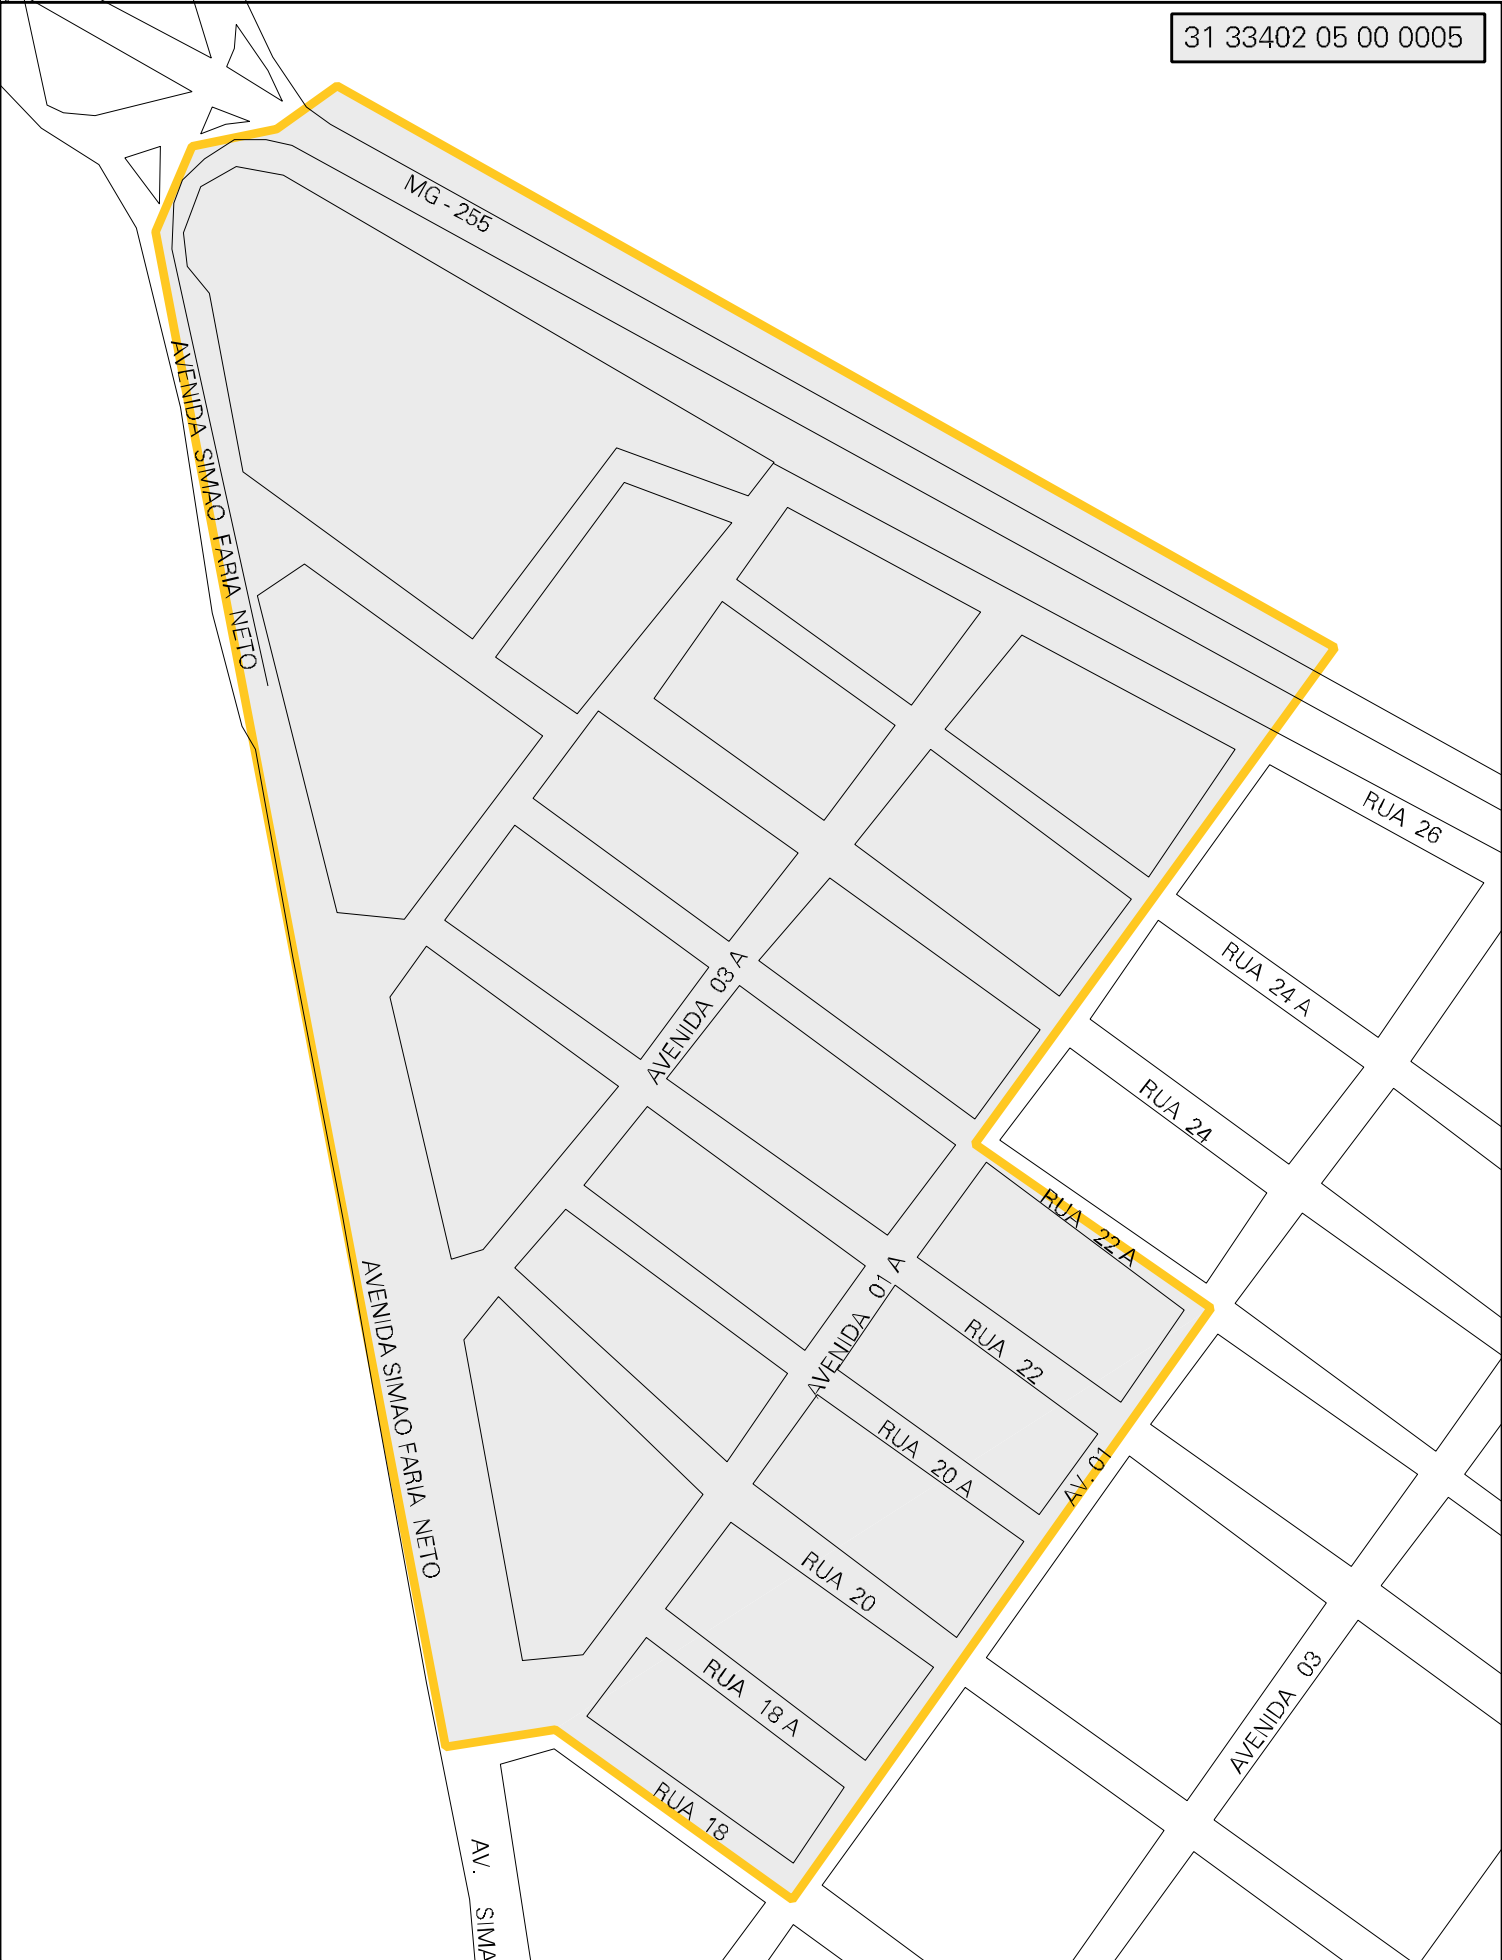 31 33402 05 00 0005
MG - 255
AVENIDA SIMAO FARIA NETO
RUA 26
RUA 24 A
AVENIDA 03 A
RUA 24
RUA 22 A
AVENIDA 01 A
RUA 22
AVENIDA SIMAO FARIA NETO
RUA 20 A
AV. 01
RUA 20
RUA 18 A
AVENIDA 03
RUA 18
AV. SIMA